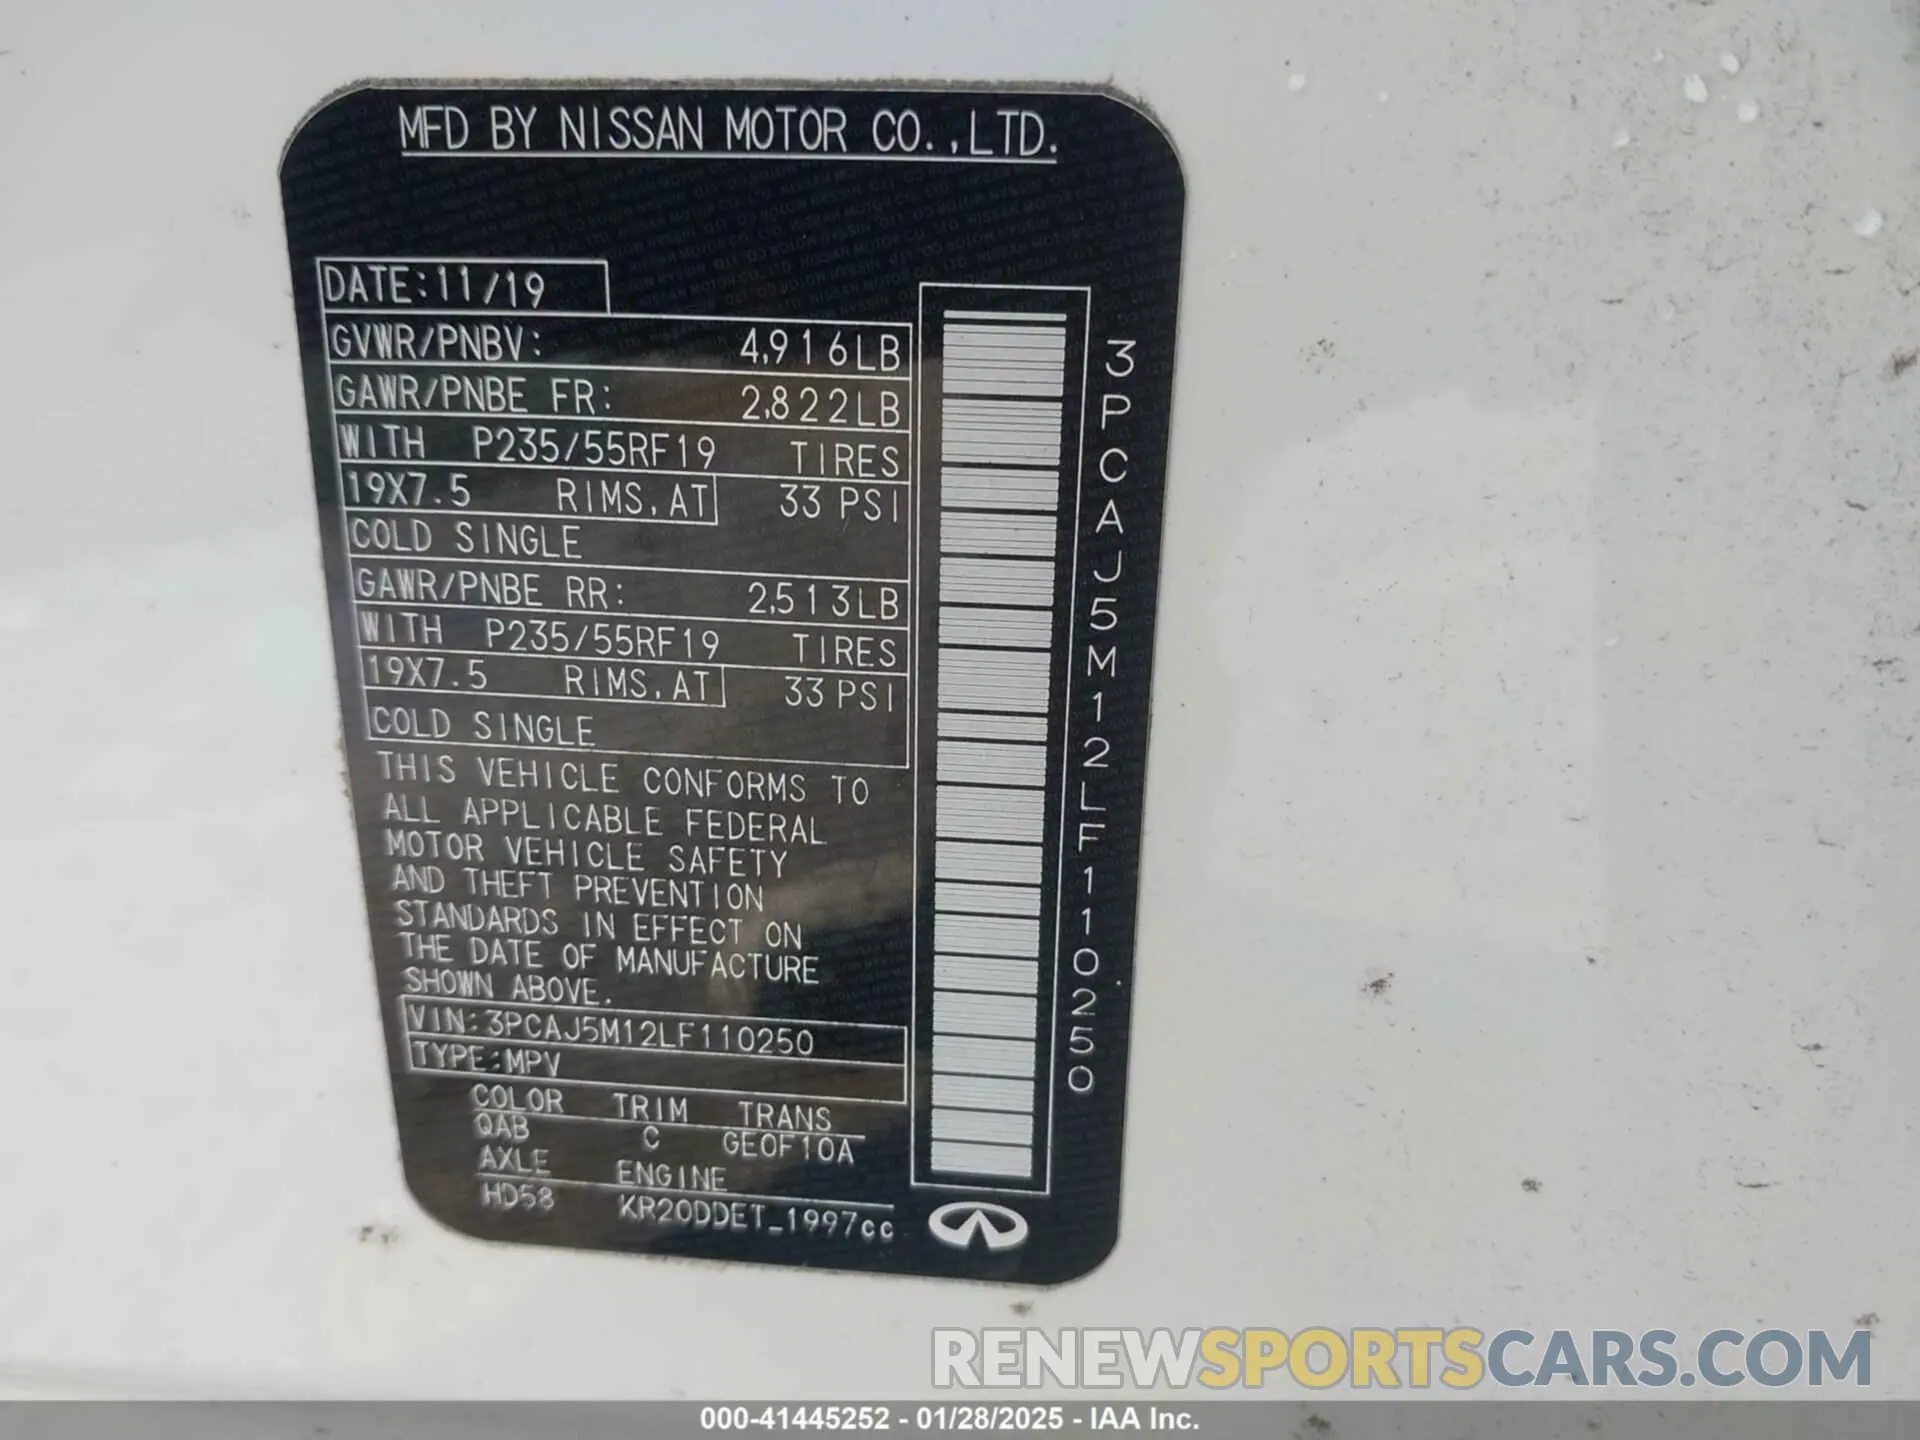 MFD BY NISSAN MOTOR CO.,LTD.
DATE:11/19
GVWR/PNBV: 4,916LB
GAWR/PNBE FR: 2,822LB
WITH P235/55RF19 TIRES
19X7.5 RIMS,AT 33 PSI
COLD SINGLE
GAWR/PNBE RR: 2,513LB
WITH P235/55RF19 TIRES
19X7.5 RIMS,AT 33 PSI
COLD SINGLE
THIS VEHICLE CONFORMS TO
ALL APPLICABLE FEDERAL
MOTOR VEHICLE SAFETY
AND THEFT PREVENTION
STANDARDS IN EFFECT ON
THE DATE OF MANUFACTURE
SHOWN ABOVE.
VIN:3PCAJ5M12LF110250
TYPE:MPV
COLOR TRIM TRANS
QAB C GE0F10A
AXLE ENGINE
HD58 KR20DDET_1997cc
3PCAJ5M12LF110250
RENEWSPORTSCARS.COM
000-41445252 - 01/28/2025 - IAA Inc.